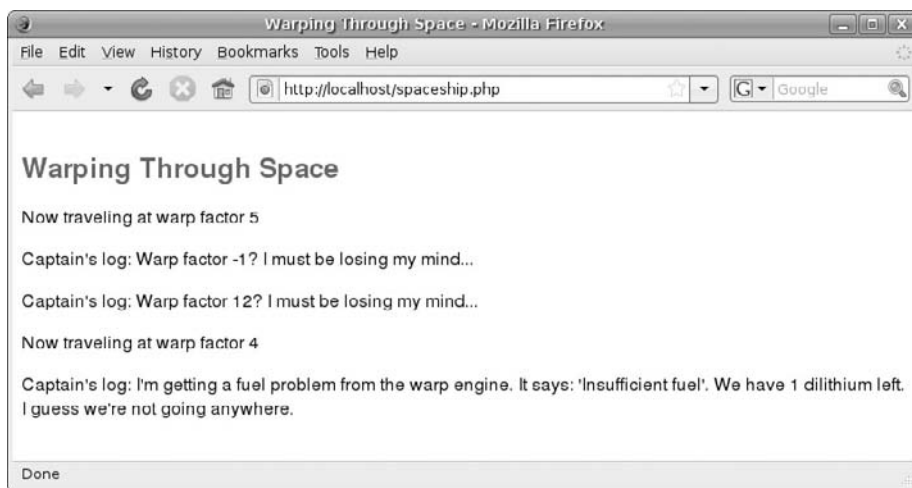 Warping Through Space - Mozilla Firefox
File Edit View History Bookmarks Tools Help
http://localhost/spaceship.php
G Google
Warping Through Space
Now traveling at warp factor 5
Captain's log: Warp factor -1? I must be losing my mind...
Captain's log: Warp factor 12? I must be losing my mind...
Now traveling at warp factor 4
Captain's log: I'm getting a fuel problem from the warp engine. It says: 'Insufficient fuel'. We have 1 dilithium left.
I guess we're not going anywhere.
Done